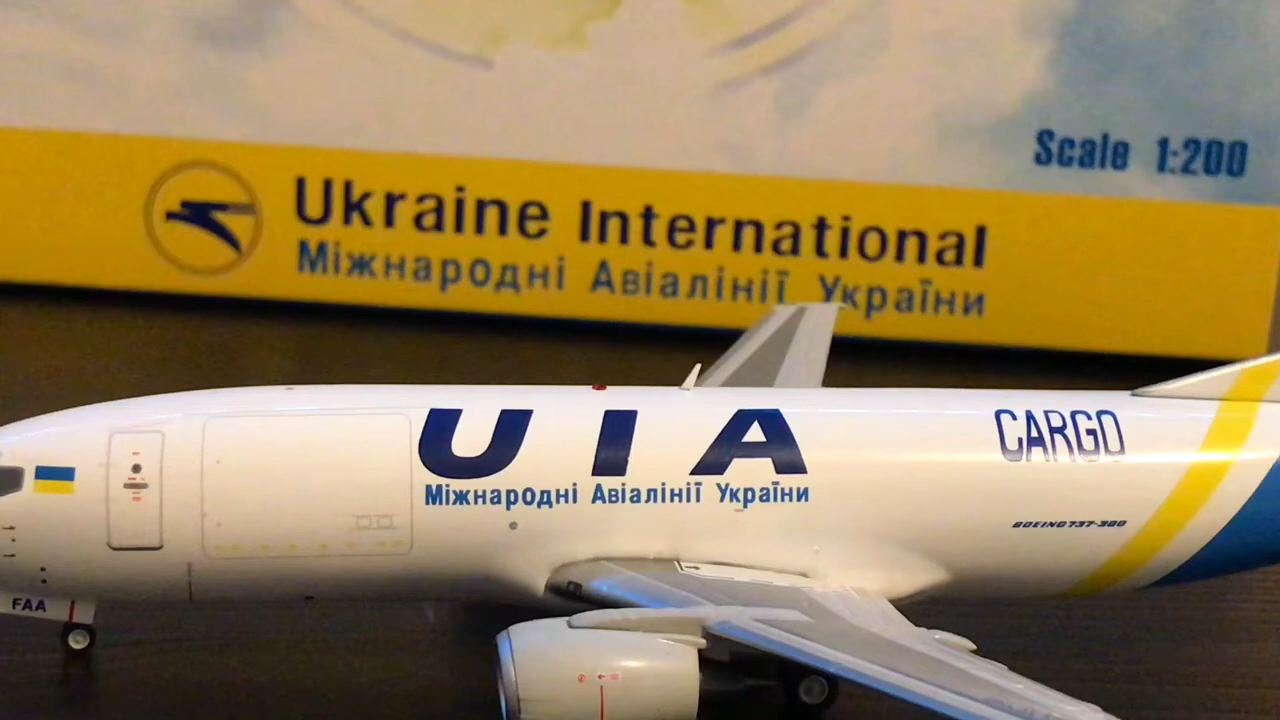 Scale 1:200
Ukraine International
Міжнародні Авіалінії України
UIA
CARGO
Міжнародні Авіалінії України
BOEING 737-300
FAA